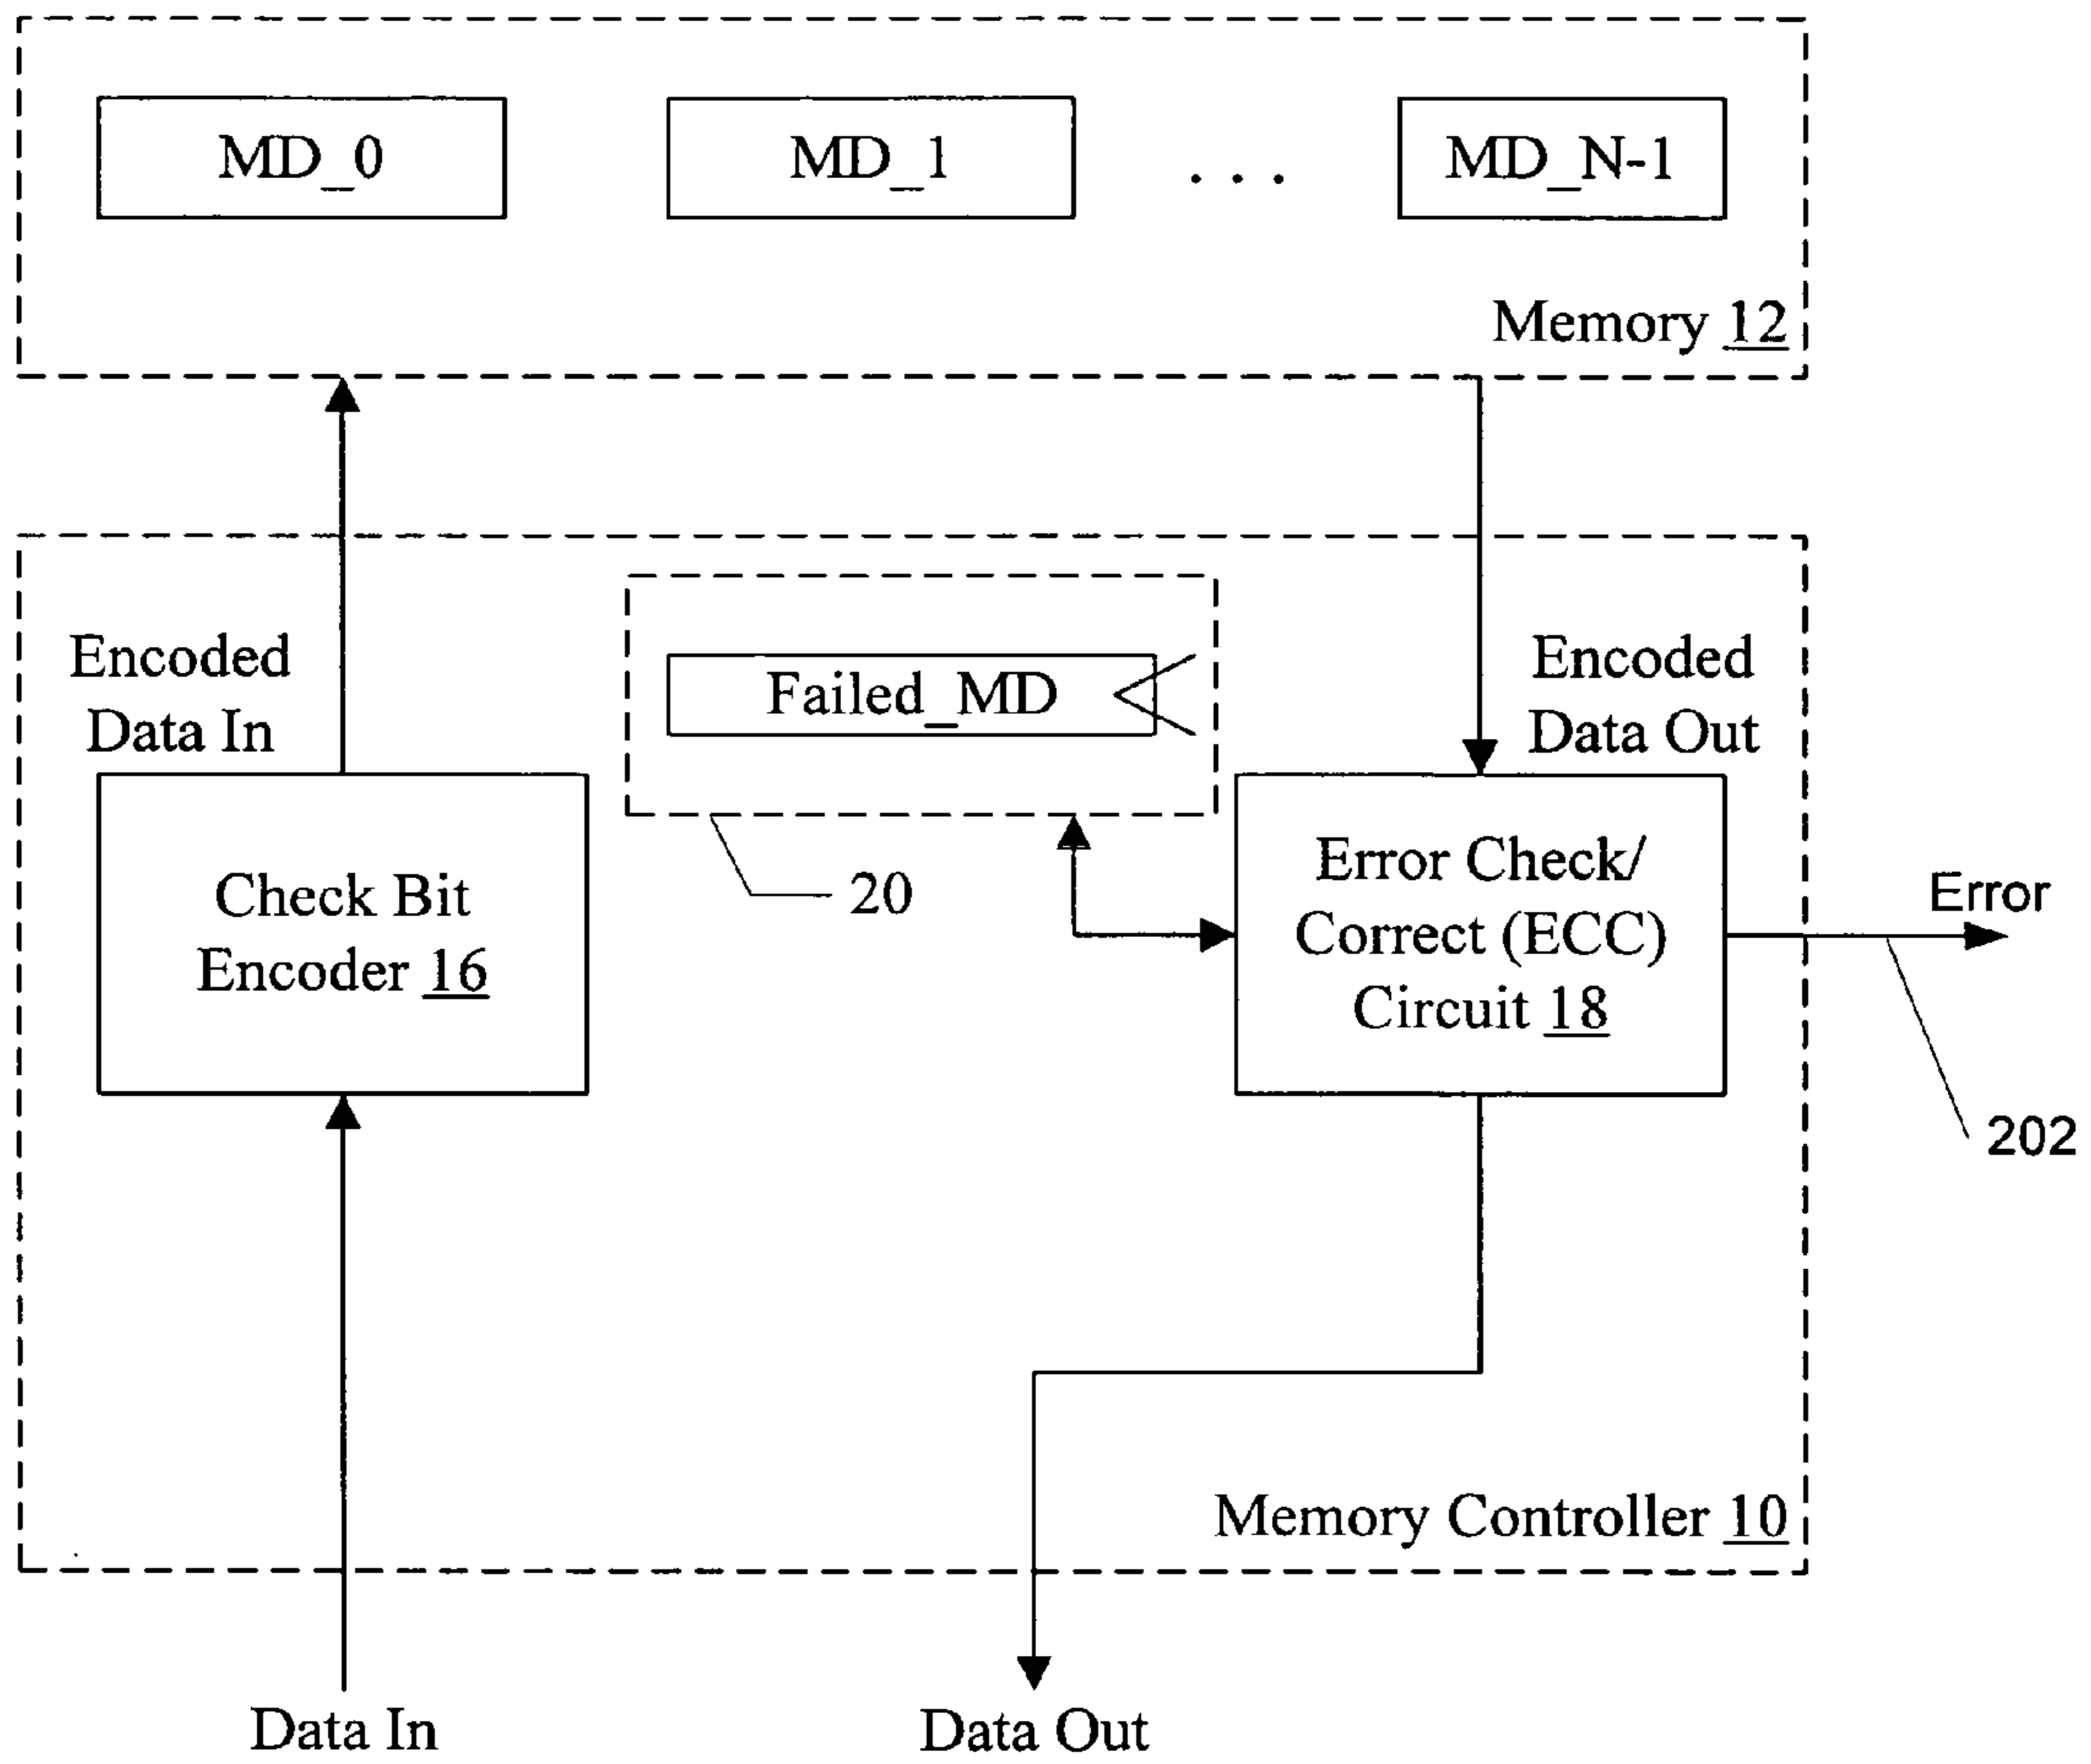 MD_0
MD_1
. . .
MD_N-1
Memory 12
Encoded
Data In
Failed_MD
Encoded
Data Out
20
Check Bit
Encoder 16
Error Check/
Correct (ECC)
Circuit 18
Error
202
Memory Controller 10
Data In
Data Out